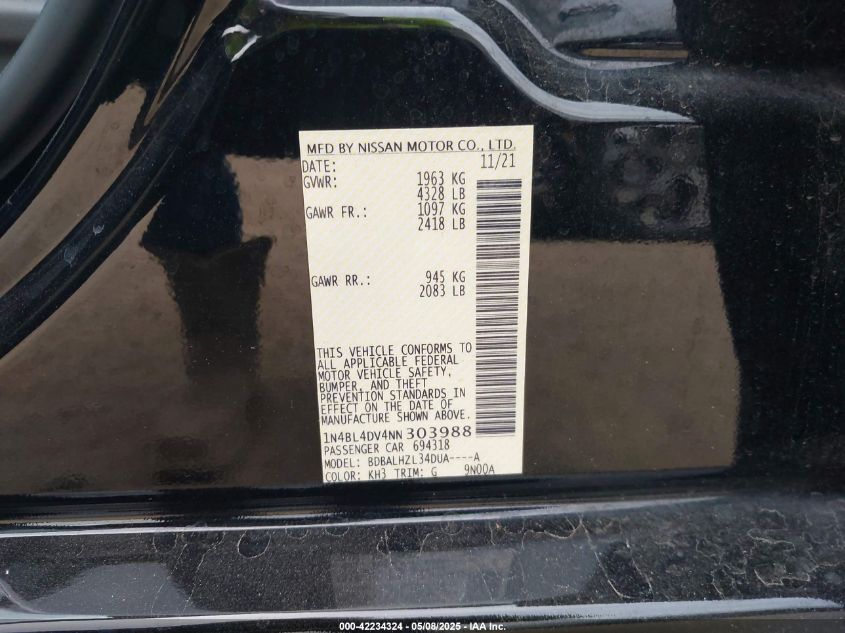 MFD BY NISSAN MOTOR CO., LTD.
DATE: 11/21
GVWR: 1963 KG
4328 LB
GAWR FR.: 1097 KG
2418 LB
GAWR RR.: 945 KG
2083 LB
THIS VEHICLE CONFORMS TO
ALL APPLICABLE FEDERAL
MOTOR VEHICLE SAFETY,
BUMPER, AND THEFT
PREVENTION STANDARDS IN
EFFECT ON THE DATE OF
MANUFACTURE SHOWN ABOVE.
1N4BL4DV4NN303988
PASSENGER CAR 694318
MODEL: BDBALHZL34DUA----A
COLOR: KH3 TRIM: G 9N00A
000-42234324 - 05/08/2025 - IAA Inc.